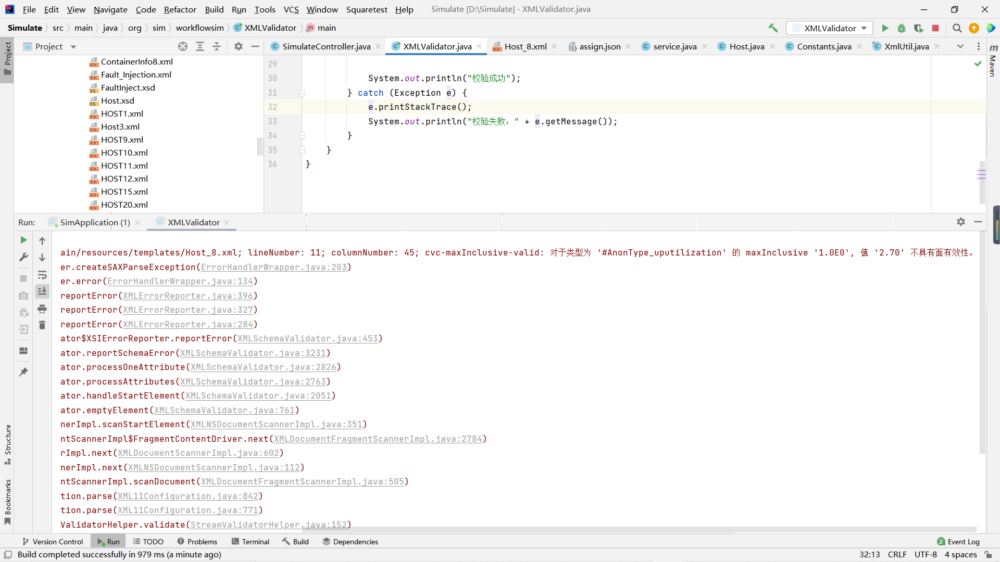 File Edit View Navigate Code Refactor Build Run Tools VCS Window Squaretest Help Simulate [D:\Simulate] - XMLValidator.java
Simulate src main java org sim workflowsim XMLValidator main XMLValidator
Project SimulateController.java XMLValidator.java Host_8.xml assign.json service.java Host.java Constants.java XmlUtil.java
Project
Maven
ContainerInfo8.xml
Fault_Injection.xml
FaultInject.xsd
Host.xsd
HOST1.xml
Host3.xml
HOST9.xml
HOST10.xml
HOST11.xml
HOST12.xml
HOST15.xml
HOST20.xml
29
30 System.out.println("校验成功");
31 } catch (Exception e) {
32 e.printStackTrace();
33 System.out.println("校验失败：" + e.getMessage());
34 }
35 }
36 }
Run: SimApplication (1) XMLValidator
ain/resources/templates/Host_8.xml; lineNumber: 11; columnNumber: 45; cvc-maxInclusive-valid: 对于类型为 '#AnonType_uputilization' 的 maxInclusive '1.0E0', 值 '2.70' 不具有面有效性。
er.createSAXParseException(ErrorHandlerWrapper.java:203)
er.error(ErrorHandlerWrapper.java:134)
reportError(XMLErrorReporter.java:396)
reportError(XMLErrorReporter.java:327)
reportError(XMLErrorReporter.java:284)
ator$XSIErrorReporter.reportError(XMLSchemaValidator.java:453)
ator.reportSchemaError(XMLSchemaValidator.java:3231)
ator.processOneAttribute(XMLSchemaValidator.java:2826)
ator.processAttributes(XMLSchemaValidator.java:2763)
ator.handleStartElement(XMLSchemaValidator.java:2051)
ator.emptyElement(XMLSchemaValidator.java:761)
nerImpl.scanStartElement(XMLNSDocumentScannerImpl.java:351)
ntScannerImpl$FragmentContentDriver.next(XMLDocumentFragmentScannerImpl.java:2784)
rImpl.next(XMLDocumentScannerImpl.java:602)
nerImpl.next(XMLNSDocumentScannerImpl.java:112)
ntScannerImpl.scanDocument(XMLDocumentFragmentScannerImpl.java:505)
tion.parse(XML11Configuration.java:842)
tion.parse(XML11Configuration.java:771)
ValidatorHelper.validate(StreamValidatorHelper.java:152)
Structure
Bookmarks
Version Control Run TODO Problems Terminal Build Dependencies 2 Event Log
Build completed successfully in 979 ms (a minute ago) 32:13 CRLF UTF-8 4 spaces